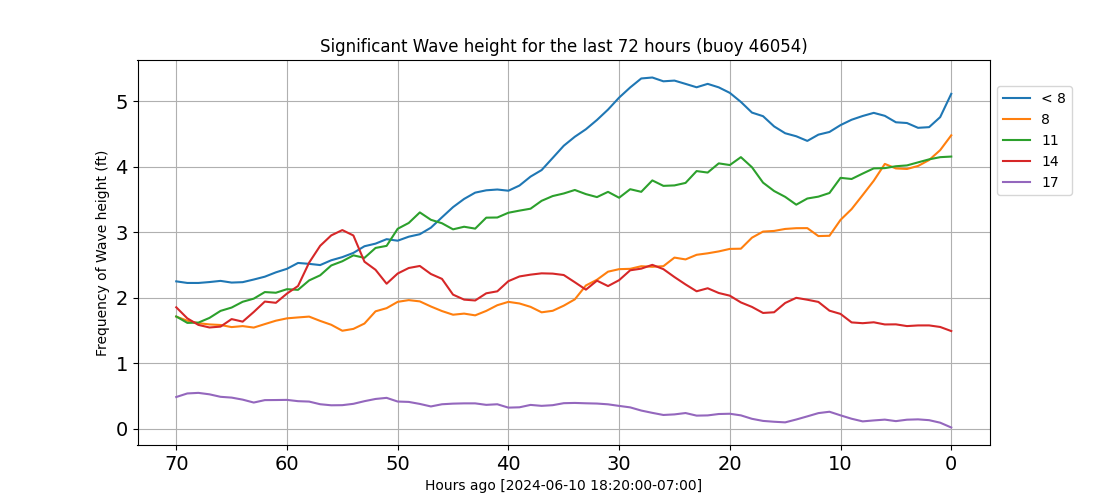 Significant Wave height for the last 72 hours (buoy 46054)
Frequency of Wave height (ft)
5
4
3
2
1
0
70 60 50 40 30 20 10 0
Hours ago [2024-06-10 18:20:00-07:00]
< 8
8
11
14
17